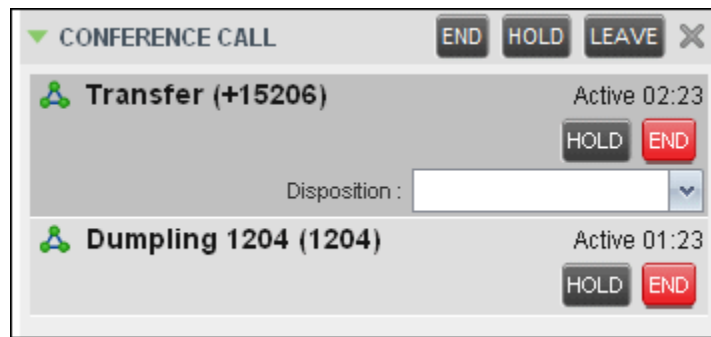 CONFERENCE CALL END HOLD LEAVE
Transfer (+15206) Active 02:23
HOLD END
Disposition :
Dumpling 1204 (1204) Active 01:23
HOLD END